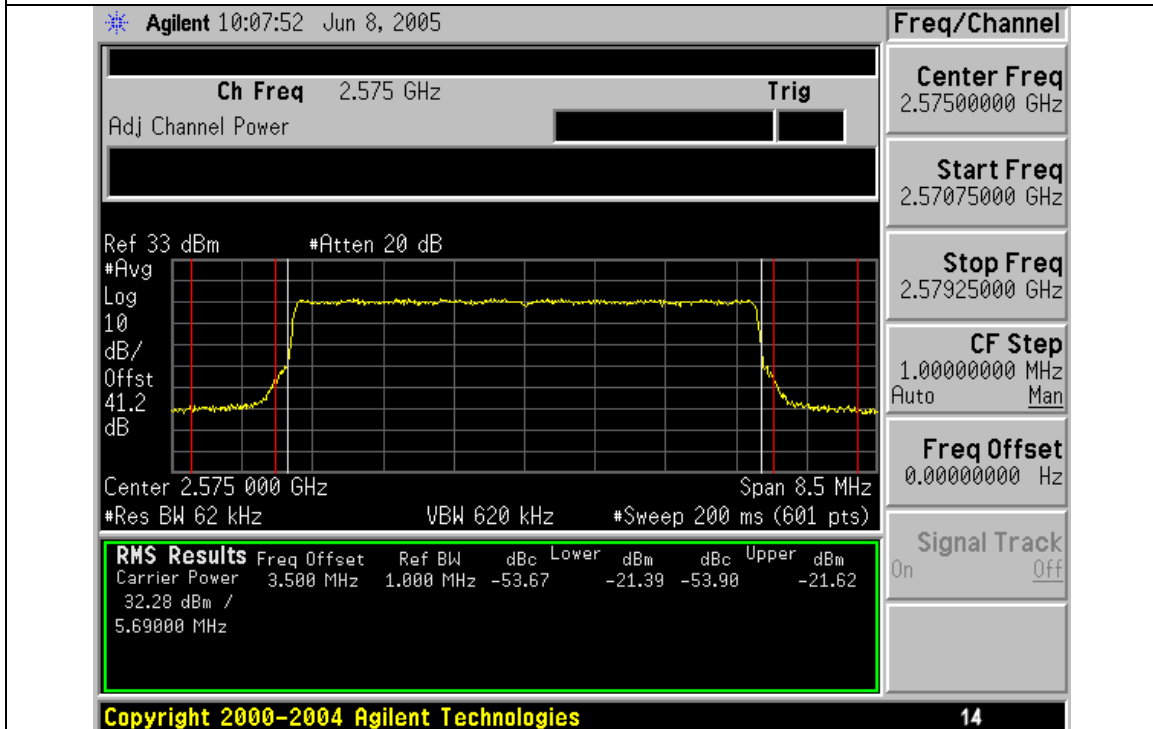 Agilent 10:07:52 Jun 8, 2005
Freq/Channel
Ch Freq 2.575 GHz Trig
Adj Channel Power
Center Freq
2.57500000 GHz
Start Freq
2.57075000 GHz
Stop Freq
2.57925000 GHz
CF Step
1.00000000 MHz
Auto Man
Freq Offset
0.00000000 Hz
Signal Track
On Off
Ref 33 dBm #Atten 20 dB
#Avg
Log
10
dB/
Offst
41.2
dB
Center 2.575 000 GHz Span 8.5 MHz
#Res BW 62 kHz VBW 620 kHz #Sweep 200 ms (601 pts)
RMS Results Freq Offset Ref BW dBc Lower dBm dBc Upper dBm
Carrier Power 3.500 MHz 1.000 MHz -53.67 -21.39 -53.90 -21.62
32.28 dBm /
5.69000 MHz
Copyright 2000-2004 Agilent Technologies 14